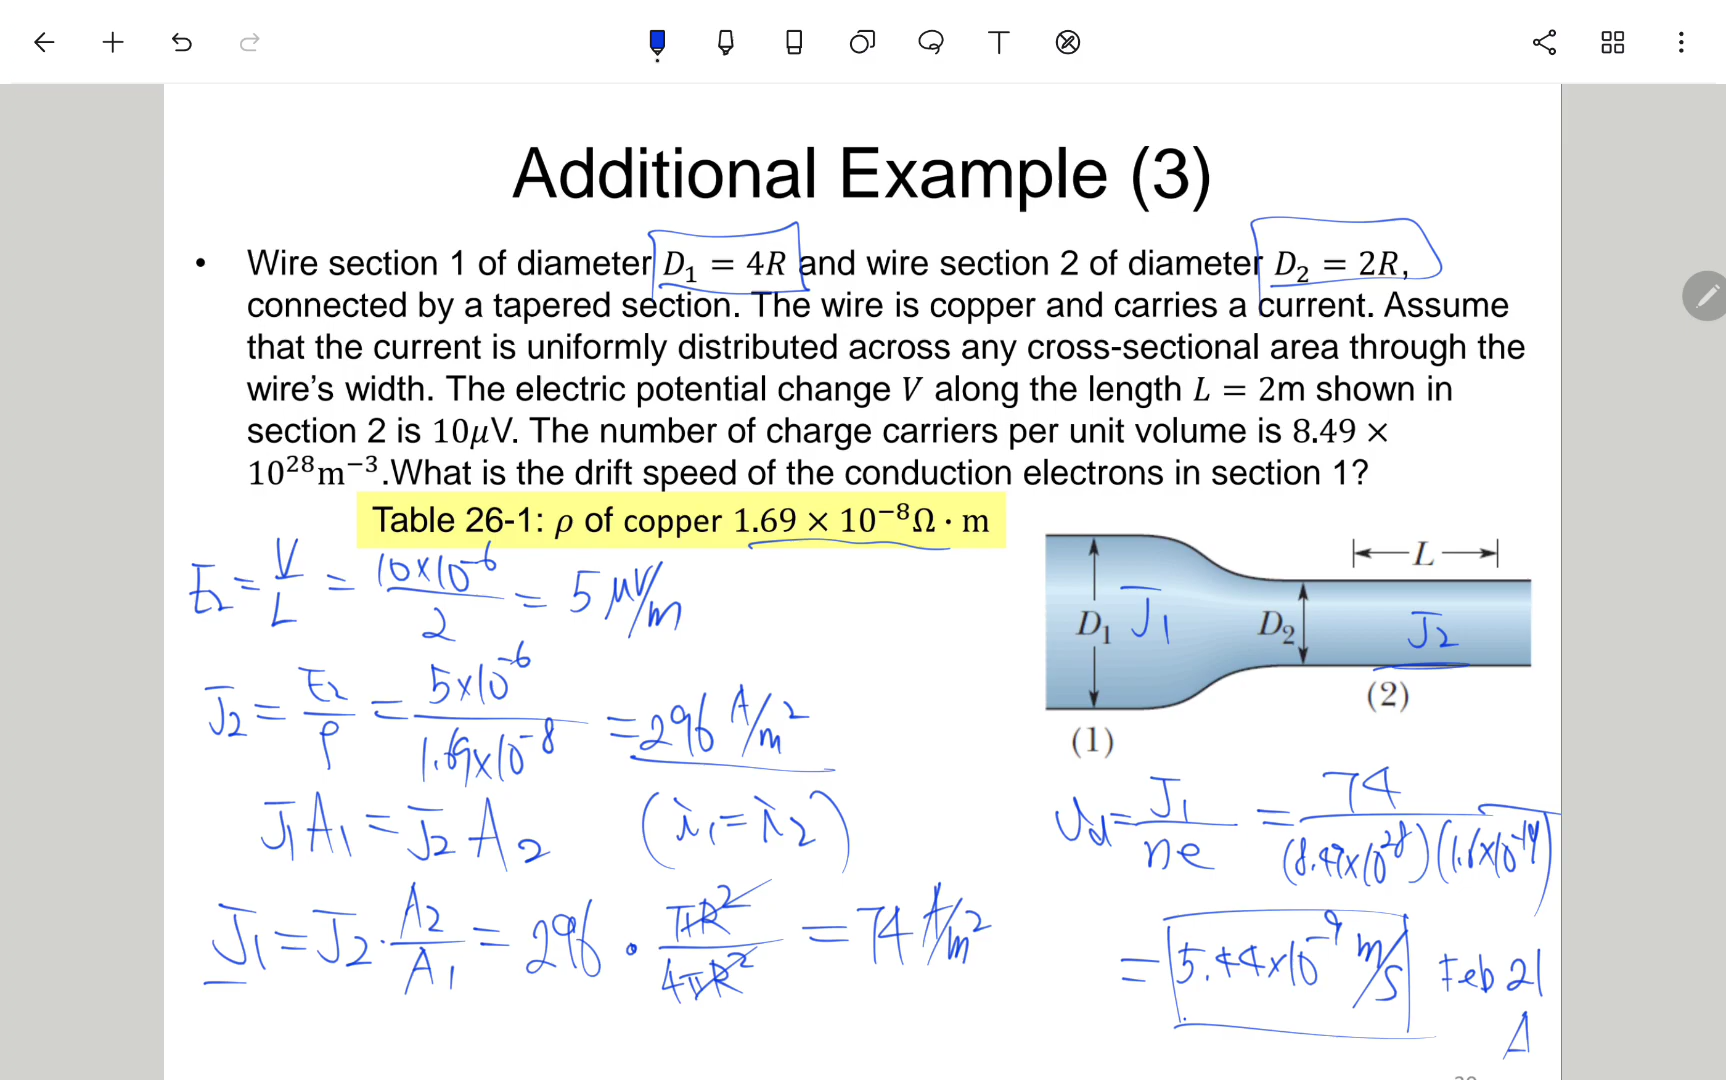 Additional Example (3)
• Wire section 1 of diameter D₁ = 4R and wire section 2 of diameter D₂ = 2R,
connected by a tapered section. The wire is copper and carries a current. Assume
that the current is uniformly distributed across any cross-sectional area through the
wire's width. The electric potential change V along the length L = 2m shown in
section 2 is 10μV. The number of charge carriers per unit volume is 8.49 ×
10²⁸m⁻³.What is the drift speed of the conduction electrons in section 1?
Table 26-1: ρ of copper 1.69 × 10⁻⁸Ω · m
E₂ = V/L = 10×10⁻⁶/2 = 5 μV/m
J₂ = E₂/ρ = 5×10⁻⁶/1.69×10⁻⁸ = 296 A/m²
J₁A₁ = J₂A₂ (i₁ = i₂)
J₁ = J₂ · A₂/A₁ = 296 · πR²/4πR² = 74 A/m²
L
D₁ J₁ D₂ J₂
(2)
(1)
v_d = J₁/ne = 74/(8.49×10²⁸)(1.6×10⁻¹⁹)
= 5.44×10⁻⁹ m/s Feb 21
A